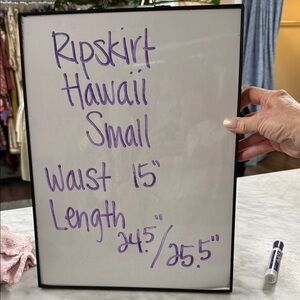 Ripskirt
Hawaii
Small
Waist 15"
Length
24.5"/25.5"